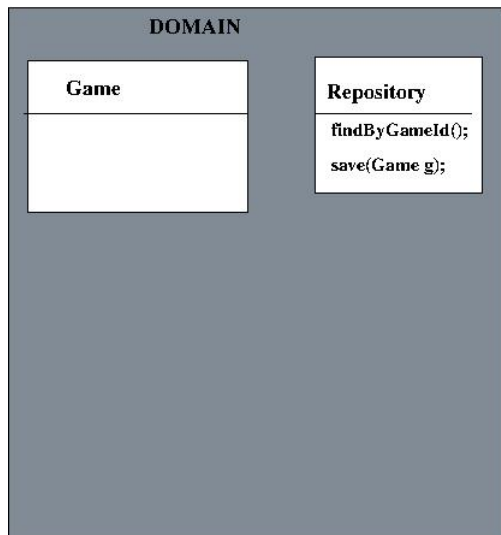 DOMAIN
Game
Repository
findByGameId();
save(Game g);